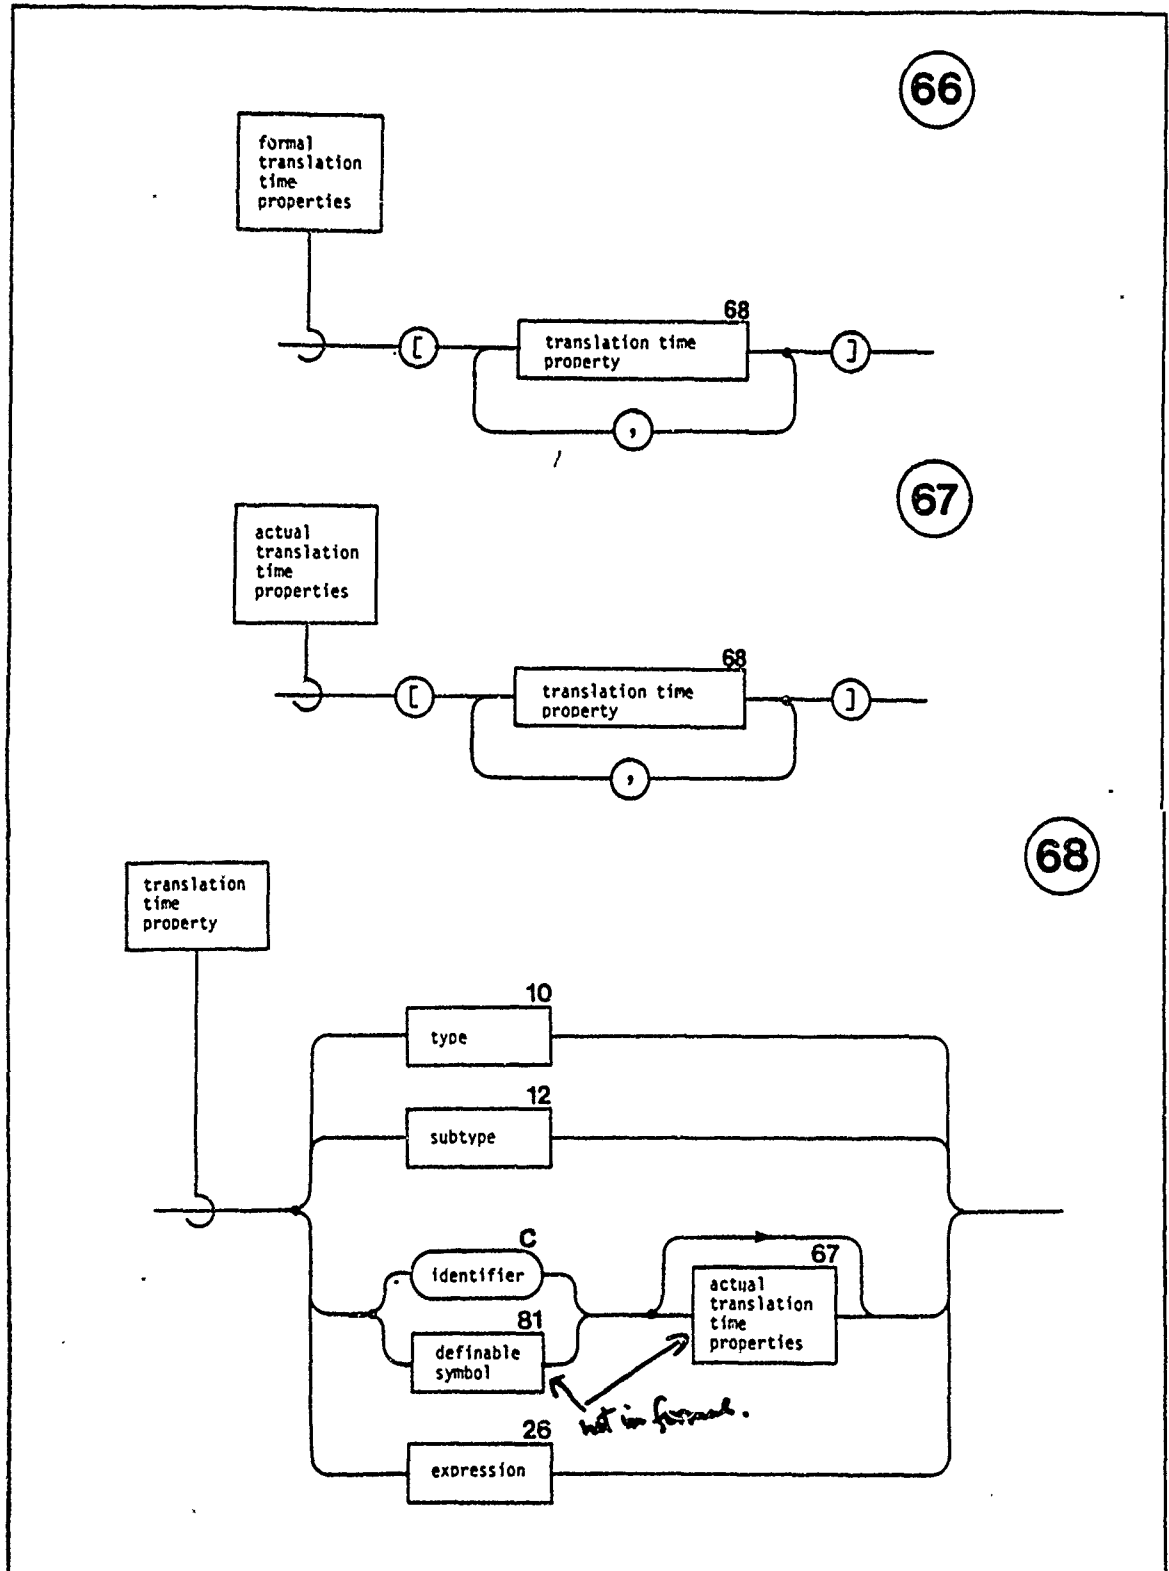 66
formal
translation
time
properties
68
[
translation time
property
]
,
67
actual
translation
time
properties
68
[
translation time
property
]
,
68
translation
time
property
10
type
12
subtype
C
identifier
67
actual
translation
time
properties
81
definable
symbol
not in formal.
26
expression